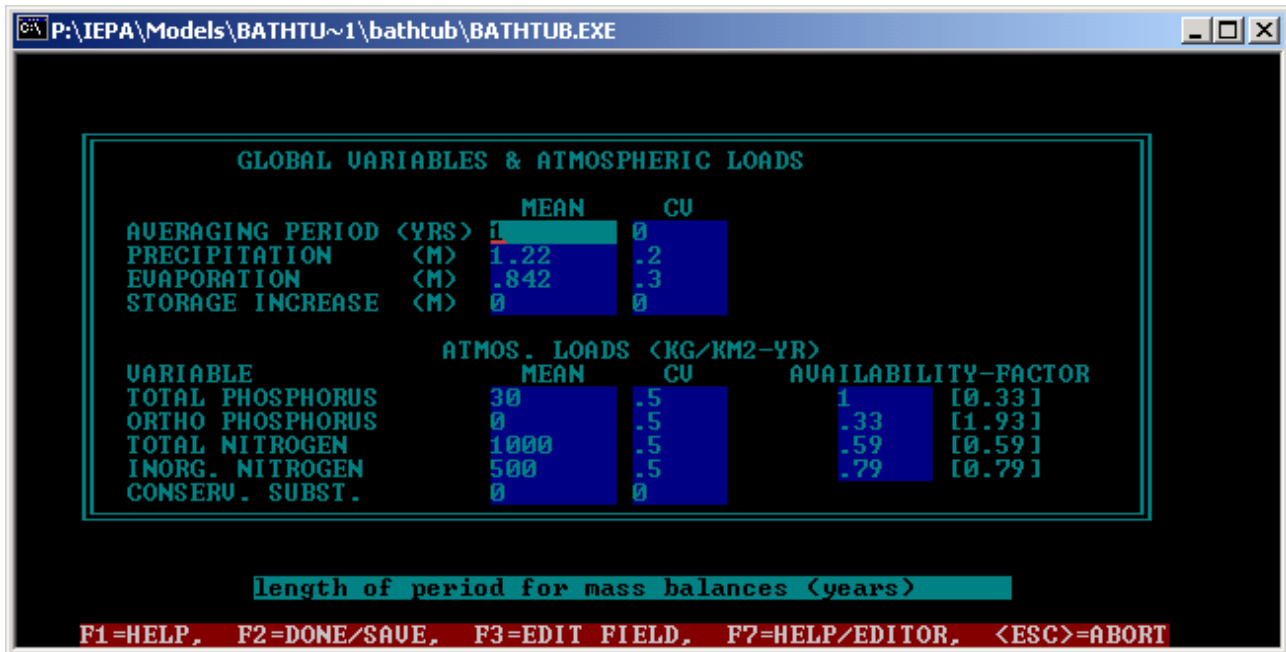 P:\IEPA\Models\BATHTU~1\bathtub\BATHTUB.EXE
GLOBAL VARIABLES & ATMOSPHERIC LOADS
MEAN CV
AVERAGING PERIOD <YRS> 1 0
PRECIPITATION <M> 1.22 .2
EVAPORATION <M> .842 .3
STORAGE INCREASE <M> 0 0
ATMOS. LOADS <KG/KM2-YR>
VARIABLE MEAN CV AVAILABILITY-FACTOR
TOTAL PHOSPHORUS 30 .5 1 [0.33]
ORTHO PHOSPHORUS 0 .5 .33 [1.93]
TOTAL NITROGEN 1000 .5 .59 [0.59]
INORG. NITROGEN 500 .5 .79 [0.79]
CONSERV. SUBST. 0 0
length of period for mass balances (years)
F1=HELP, F2=DONE/SAVE, F3=EDIT FIELD, F7=HELP/EDITOR, <ESC>=ABORT